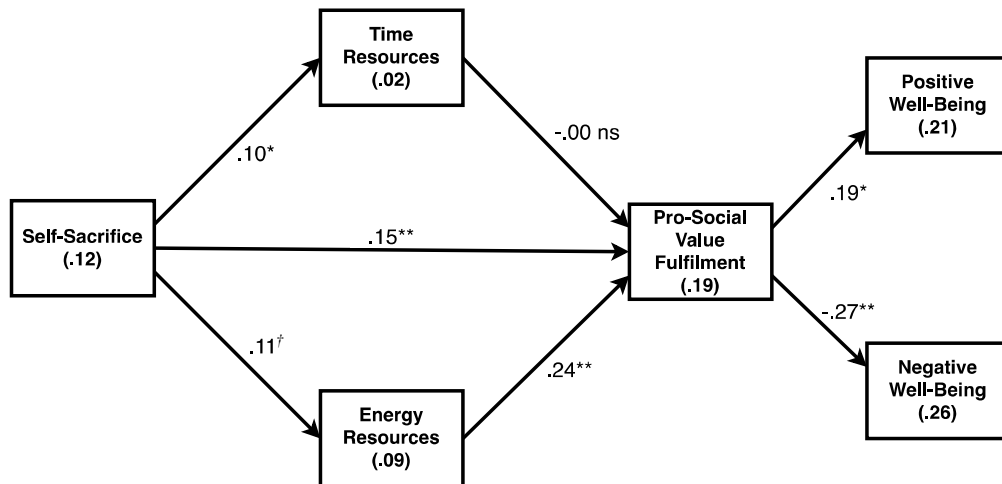 Time
Resources
(.02)
Positive
Well-Being
(.21)
-.00 ns
.10*
.19*
Self-Sacrifice
(.12)
.15**
Pro-Social
Value
Fulfilment
(.19)
-.27**
.11†
.24**
Energy
Resources
(.09)
Negative
Well-Being
(.26)